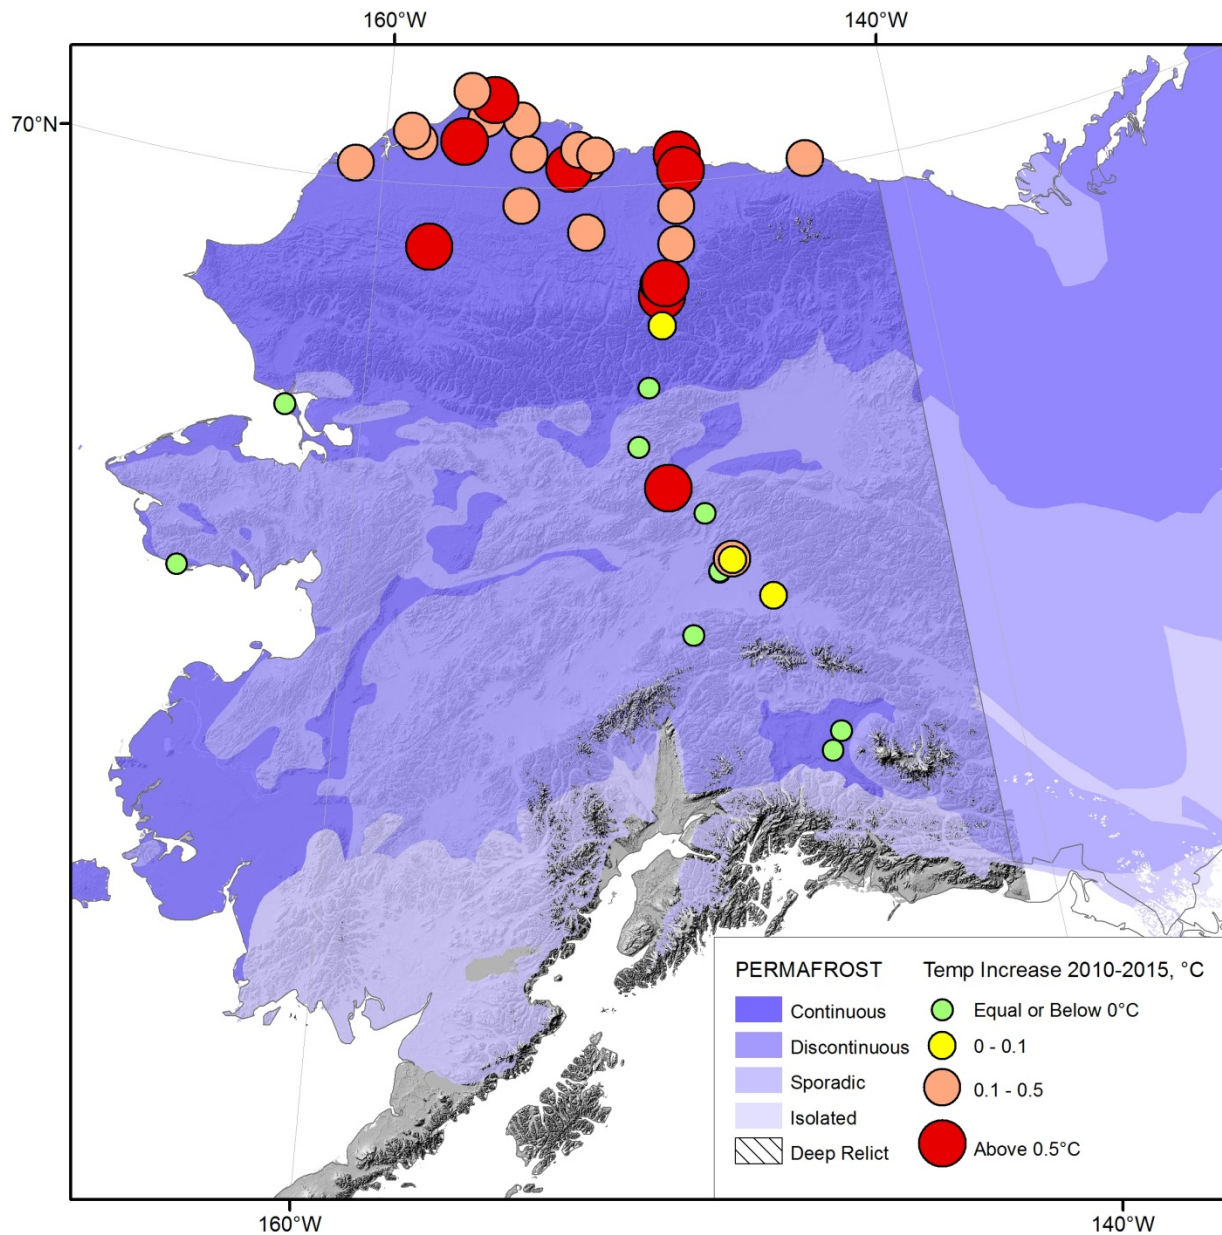 160°W
140°W
70°N
PERMAFROST
Continuous
Discontinuous
Sporadic
Isolated
Deep Relict
Temp Increase 2010-2015, °C
Equal or Below 0°C
0 - 0.1
0.1 - 0.5
Above 0.5°C
160°W
140°W